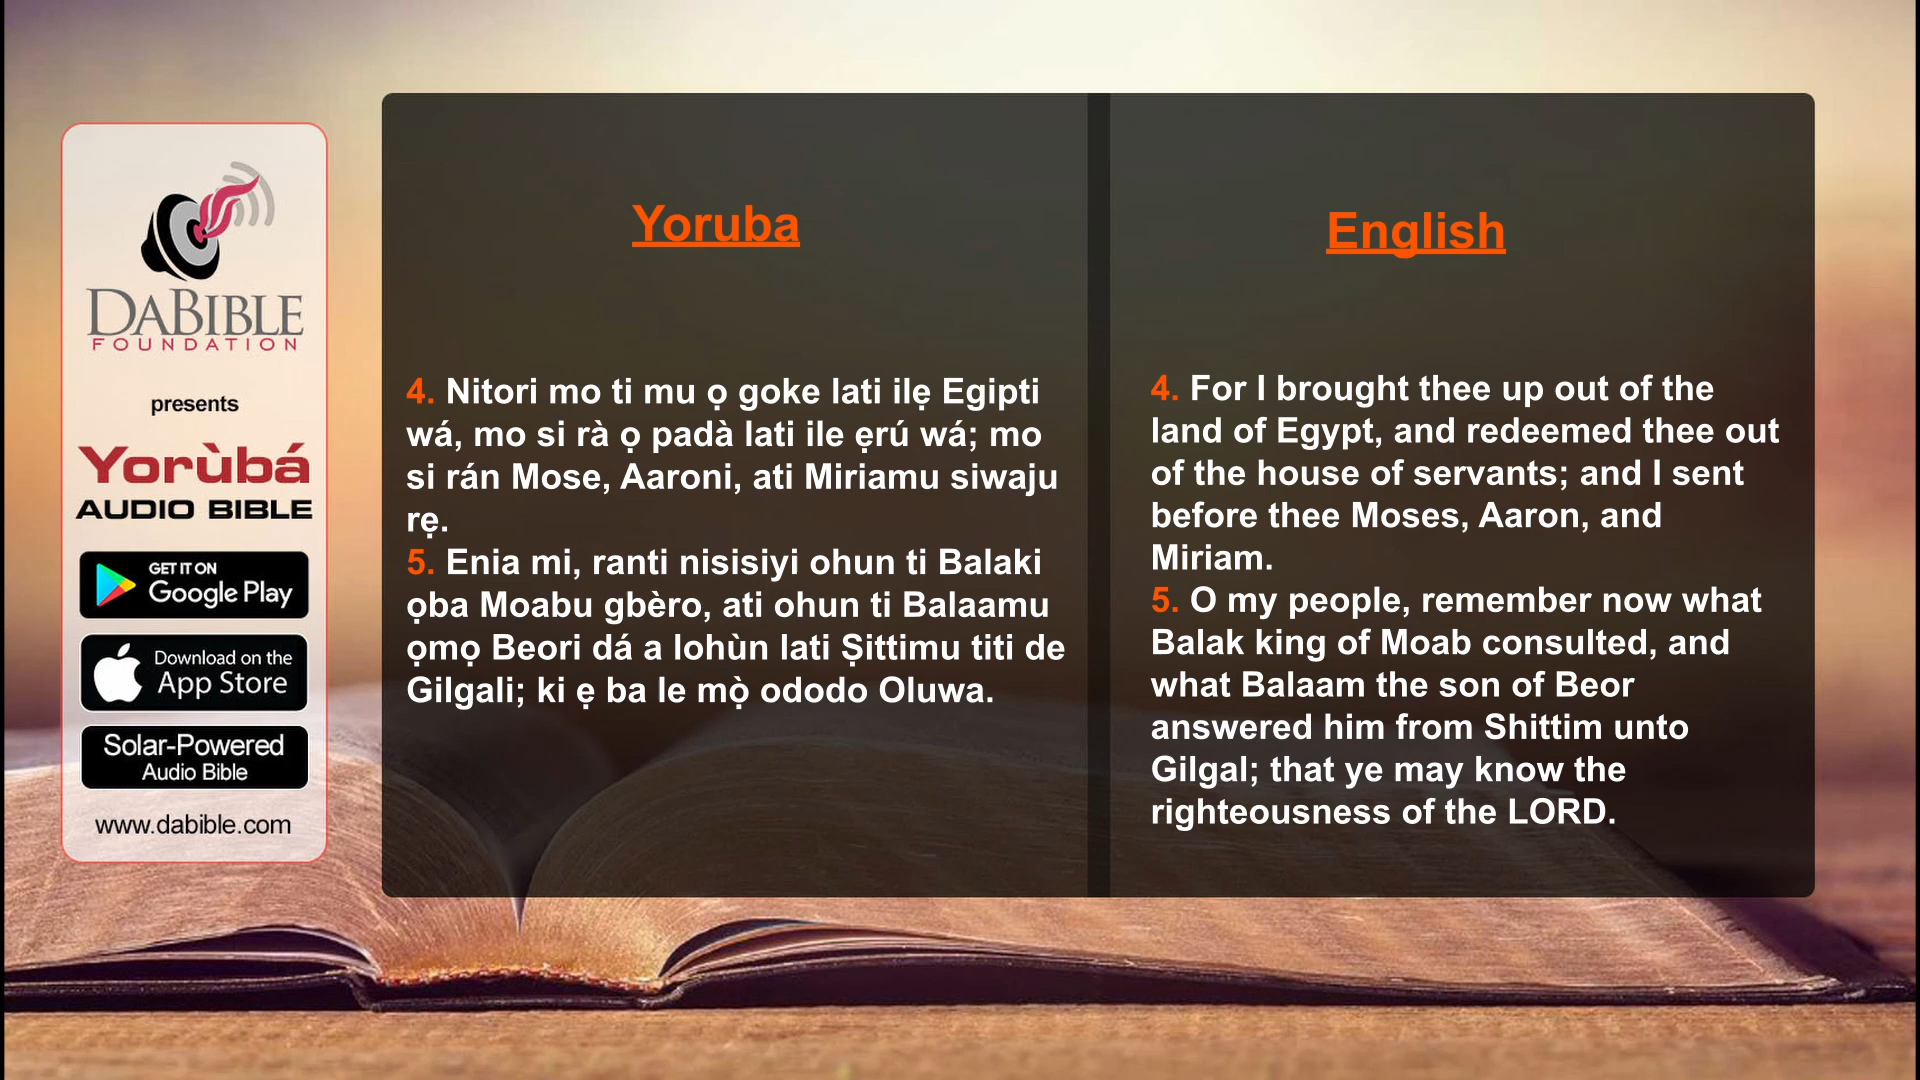 DABIBLE
FOUNDATION
presents
Yorùbá
AUDIO BIBLE
GET IT ON
Google Play
Download on the
App Store
Solar-Powered
Audio Bible
www.dabible.com
Yoruba
4. Nitori mo ti mu ọ goke lati ilẹ Egipti
wá, mo si rà ọ padà lati ile ẹrú wá; mo
si rán Mose, Aaroni, ati Miriamu siwaju
rẹ.
5. Enia mi, ranti nisisiyi ohun ti Balaki
ọba Moabu gbèro, ati ohun ti Balaamu
ọmọ Beori dá a lohùn lati Ṣittimu titi de
Gilgali; ki ẹ ba le mọ̀ ododo Oluwa.
English
4. For I brought thee up out of the
land of Egypt, and redeemed thee out
of the house of servants; and I sent
before thee Moses, Aaron, and
Miriam.
5. O my people, remember now what
Balak king of Moab consulted, and
what Balaam the son of Beor
answered him from Shittim unto
Gilgal; that ye may know the
righteousness of the LORD.